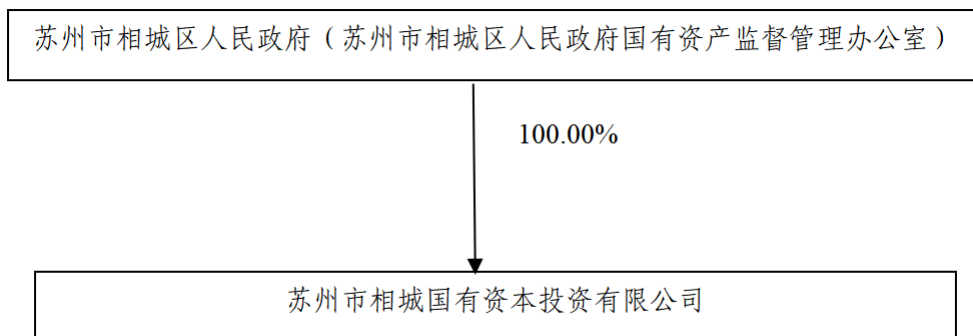 苏州市相城区人民政府（苏州市相城区人民政府国有资产监督管理办公室）
100.00%
苏州市相城国有资本投资有限公司